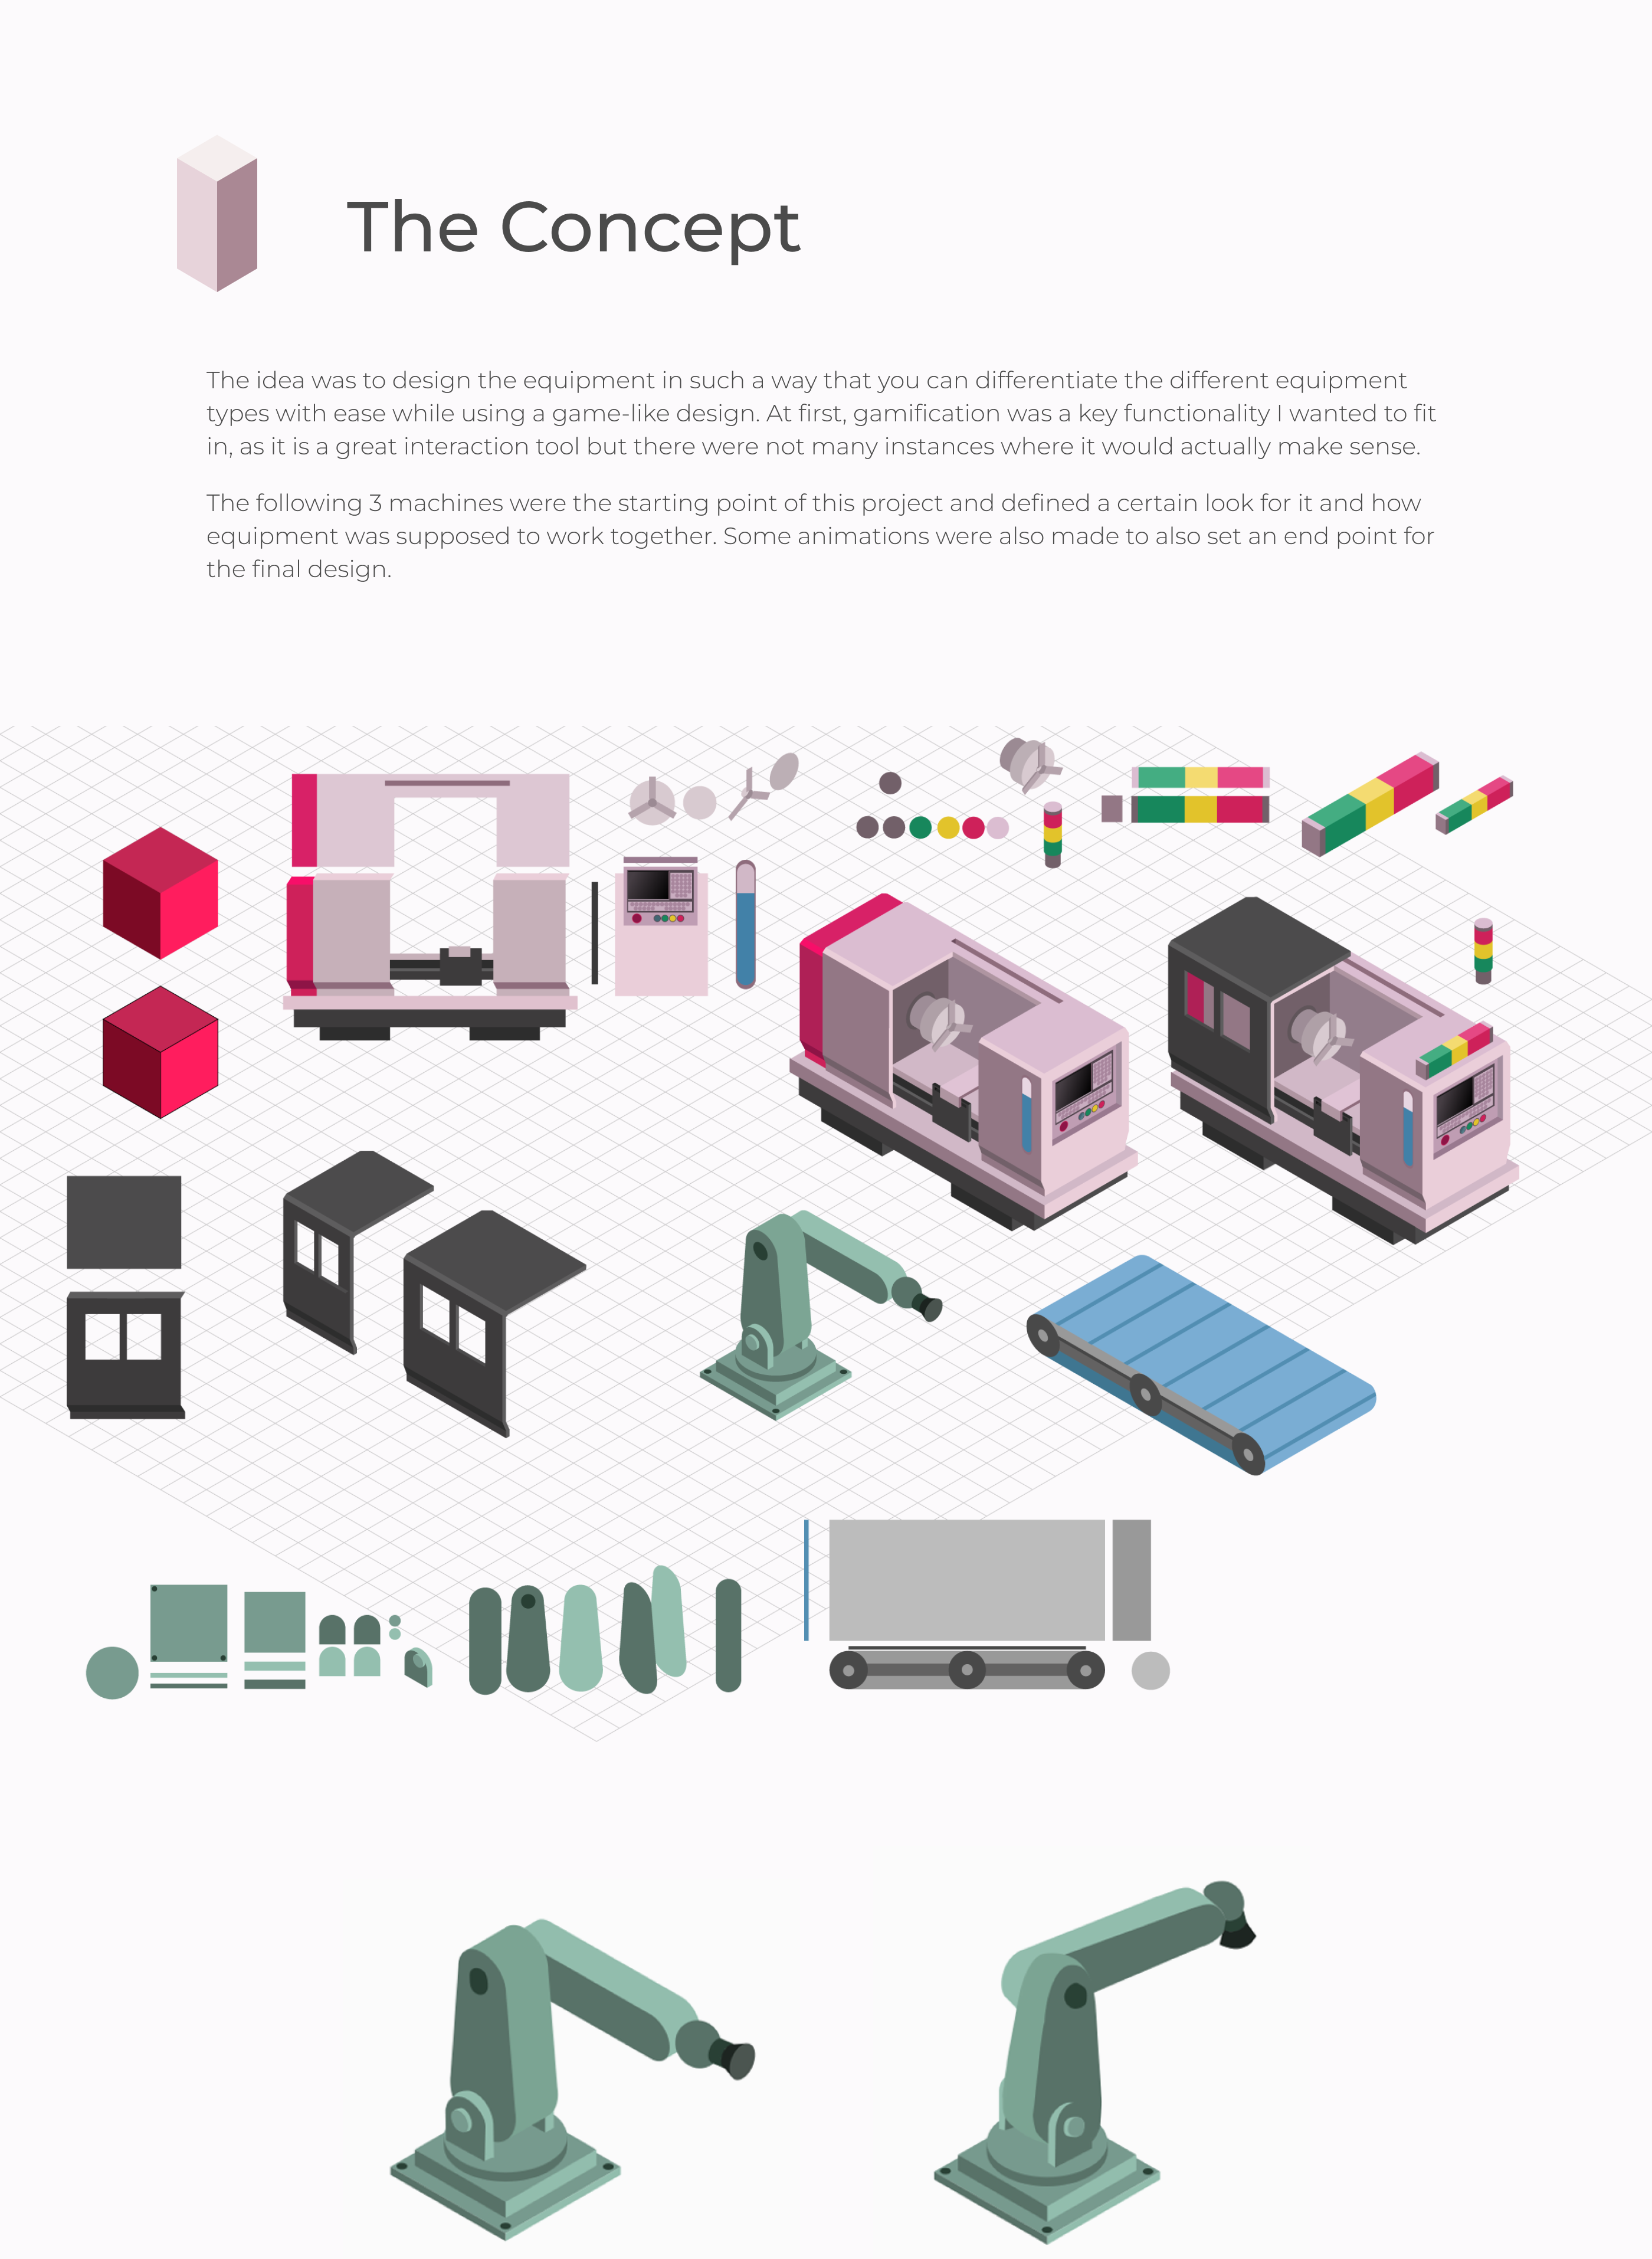 The Concept
The idea was to design the equipment in such a way that you can differentiate the different equipment
types with ease while using a game-like design. At first, gamification was a key functionality I wanted to fit
in, as it is a great interaction tool but there were not many instances where it would actually make sense.
The following 3 machines were the starting point of this project and defined a certain look for it and how
equipment was supposed to work together. Some animations were also made to also set an end point for
the final design.